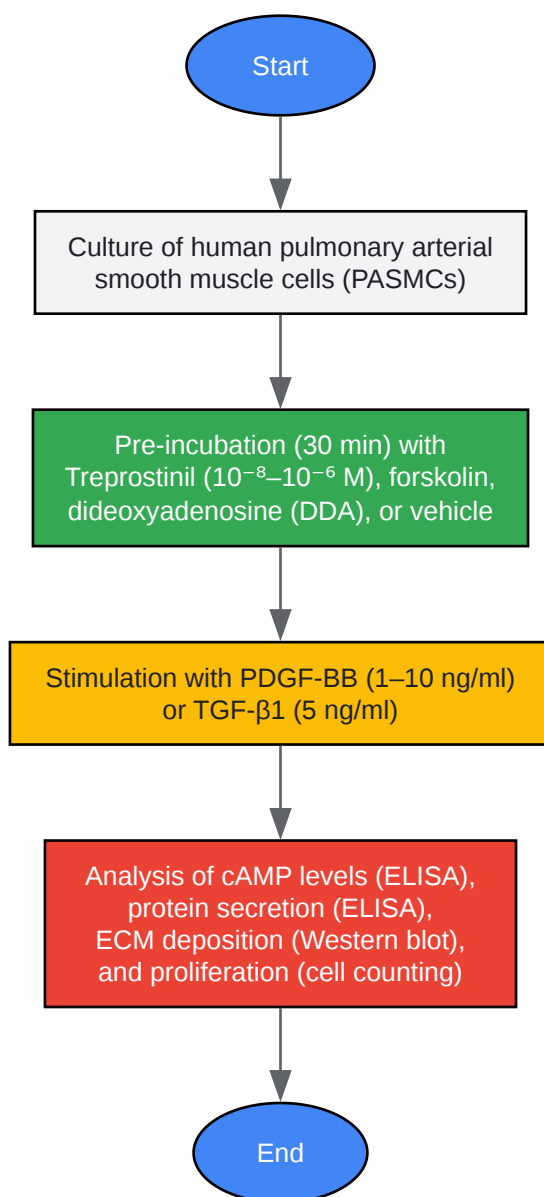 Start
Culture of human pulmonary arterial
smooth muscle cells (PASMCs)
Pre-incubation (30 min) with
Treprostinil (10⁻⁸–10⁻⁶ M), forskolin,
dideoxyadenosine (DDA), or vehicle
Stimulation with PDGF-BB (1–10 ng/ml)
or TGF-β1 (5 ng/ml)
Analysis of cAMP levels (ELISA),
protein secretion (ELISA),
ECM deposition (Western blot),
and proliferation (cell counting)
End